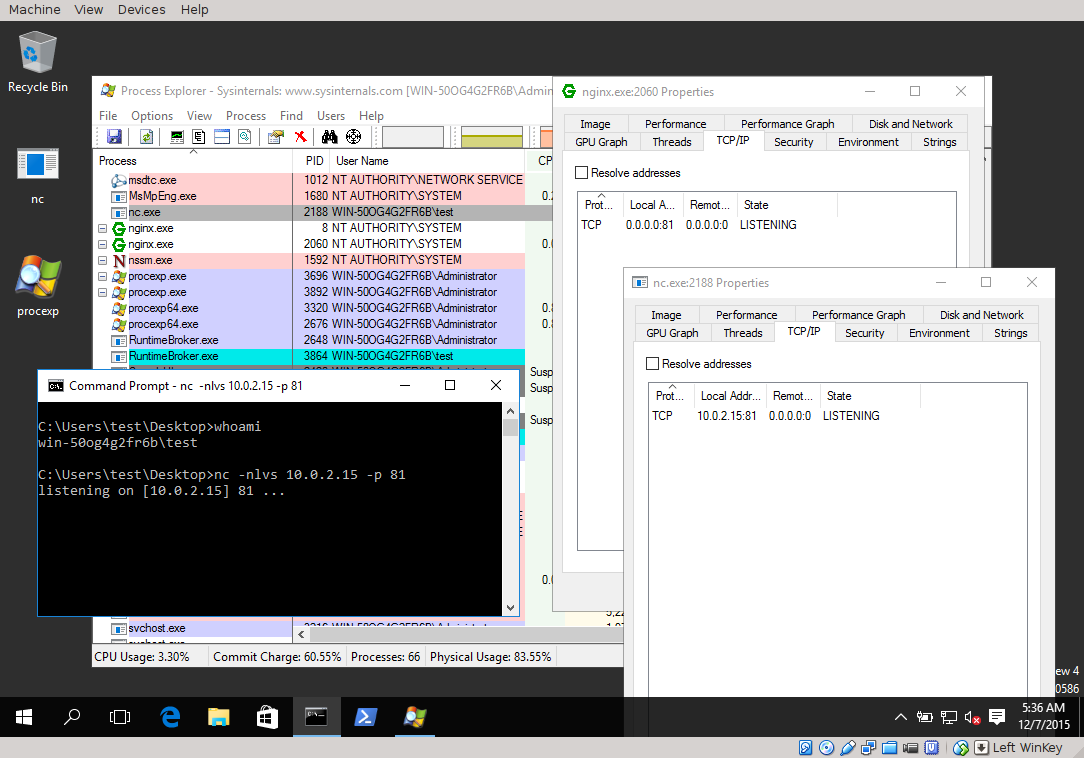 Machine View Devices Help
Recycle Bin
nc
procexp
Process Explorer - Sysinternals: www.sysinternals.com [WIN-50OG4G2FR6B\Admin
File Options View Process Find Users Help
Process PID User Name CP
msdtc.exe 1012 NT AUTHORITY\NETWORK SERVICE
MsMpEng.exe 1680 NT AUTHORITY\SYSTEM 0.2
nc.exe 2188 WIN-50OG4G2FR6B\test
nginx.exe 8 NT AUTHORITY\SYSTEM
nginx.exe 2060 NT AUTHORITY\SYSTEM 0.0
nssm.exe 1592 NT AUTHORITY\SYSTEM
procexp.exe 3696 WIN-50OG4G2FR6B\Administrator
procexp.exe 3892 WIN-50OG4G2FR6B\Administrator
procexp64.exe 3320 WIN-50OG4G2FR6B\Administrator 0.8
procexp64.exe 2676 WIN-50OG4G2FR6B\Administrator 0.8
RuntimeBroker.exe 2648 WIN-50OG4G2FR6B\Administrator
RuntimeBroker.exe 3864 WIN-50OG4G2FR6B\test
Susp
Susp
Susp
0.0
svchost.exe
CPU Usage: 3.30% Commit Charge: 60.55% Processes: 66 Physical Usage: 83.55%
nginx.exe:2060 Properties
Image Performance Performance Graph Disk and Network
GPU Graph Threads TCP/IP Security Environment Strings
Resolve addresses
Prot... Local A... Remot... State
TCP 0.0.0.0:81 0.0.0.0:0 LISTENING
nc.exe:2188 Properties
Image Performance Performance Graph Disk and Network
GPU Graph Threads TCP/IP Security Environment Strings
Resolve addresses
Prot... Local Addr... Remot... State
TCP 10.0.2.15:81 0.0.0.0:0 LISTENING
Command Prompt - nc -nlvs 10.0.2.15 -p 81
C:\Users\test\Desktop>whoami
win-50og4g2fr6b\test
C:\Users\test\Desktop>nc -nlvs 10.0.2.15 -p 81
listening on [10.0.2.15] 81 ...
ew 4
0586
5:36 AM
12/7/2015
Left WinKey